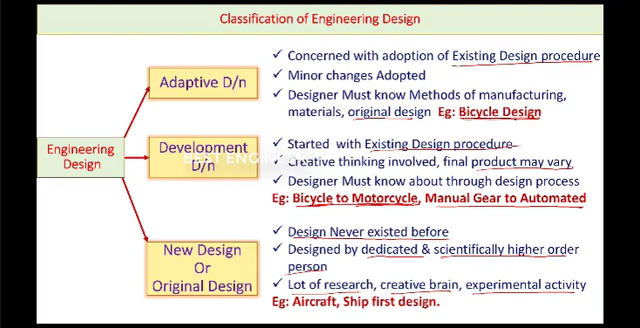 Classification of Engineering Design
Engineering
Design
Adaptive D/n
✓ Concerned with adoption of Existing Design procedure
✓ Minor changes Adopted
✓ Designer Must know Methods of manufacturing,
materials, original design Eg: Bicycle Design
Development
D/n
BEST ENGINEER
✓ Started with Existing Design procedure
✓ Creative thinking involved, final product may vary
✓ Designer Must know about through design process
Eg: Bicycle to Motorcycle, Manual Gear to Automated
New Design
Or
Original Design
✓ Design Never existed before
✓ Designed by dedicated & scientifically higher order
person
✓ Lot of research, creative brain, experimental activity
Eg: Aircraft, Ship first design.